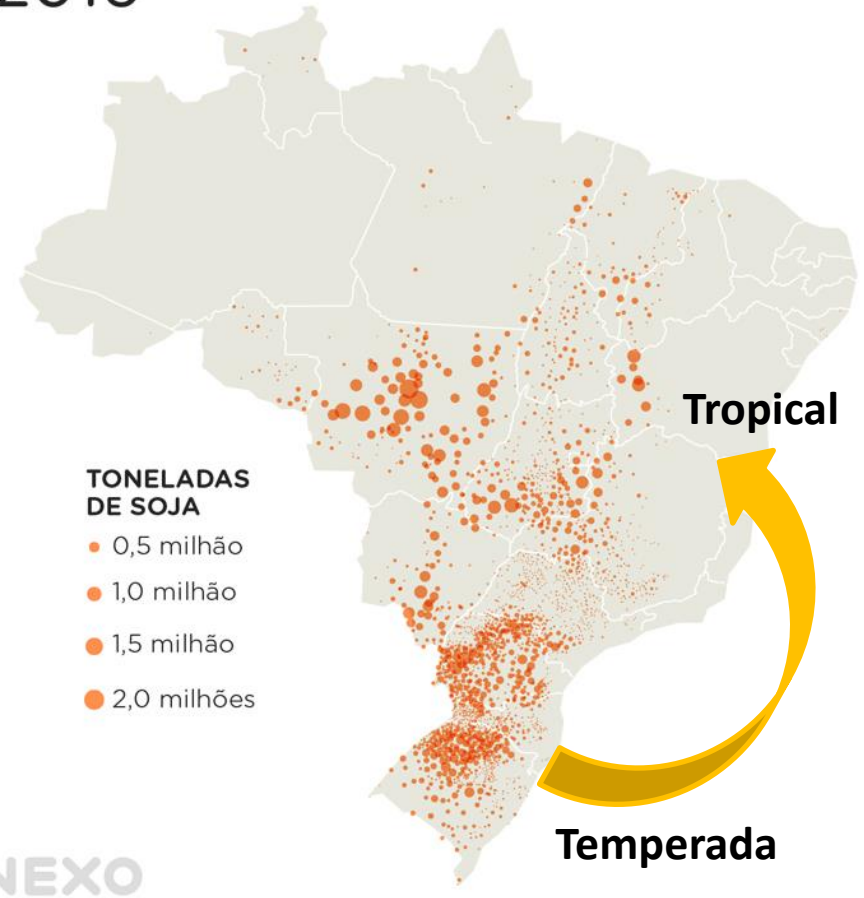 Tropical
TONELADAS
DE SOJA
0,5 milhão
1,0 milhão
1,5 milhão
2,0 milhões
Temperada
NEXO